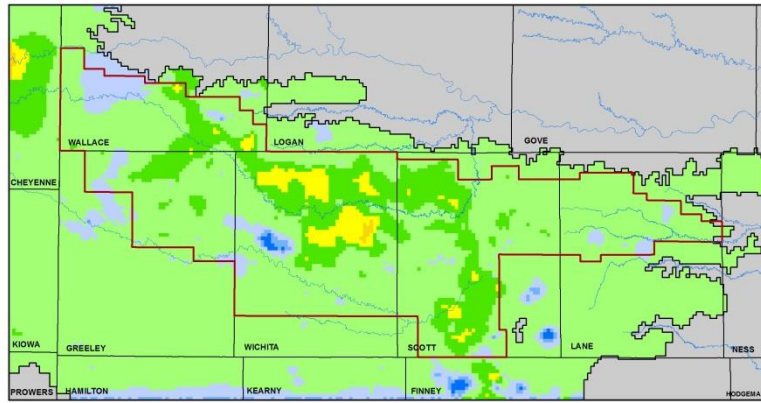 WALLACE
LOGAN
GOVE
CHEYENNE
KIOWA
GREELEY
WICHITA
SCOTT
LANE
NESS
PROWERS
HAMILTON
KEARNY
FINNEY
HODGEMA